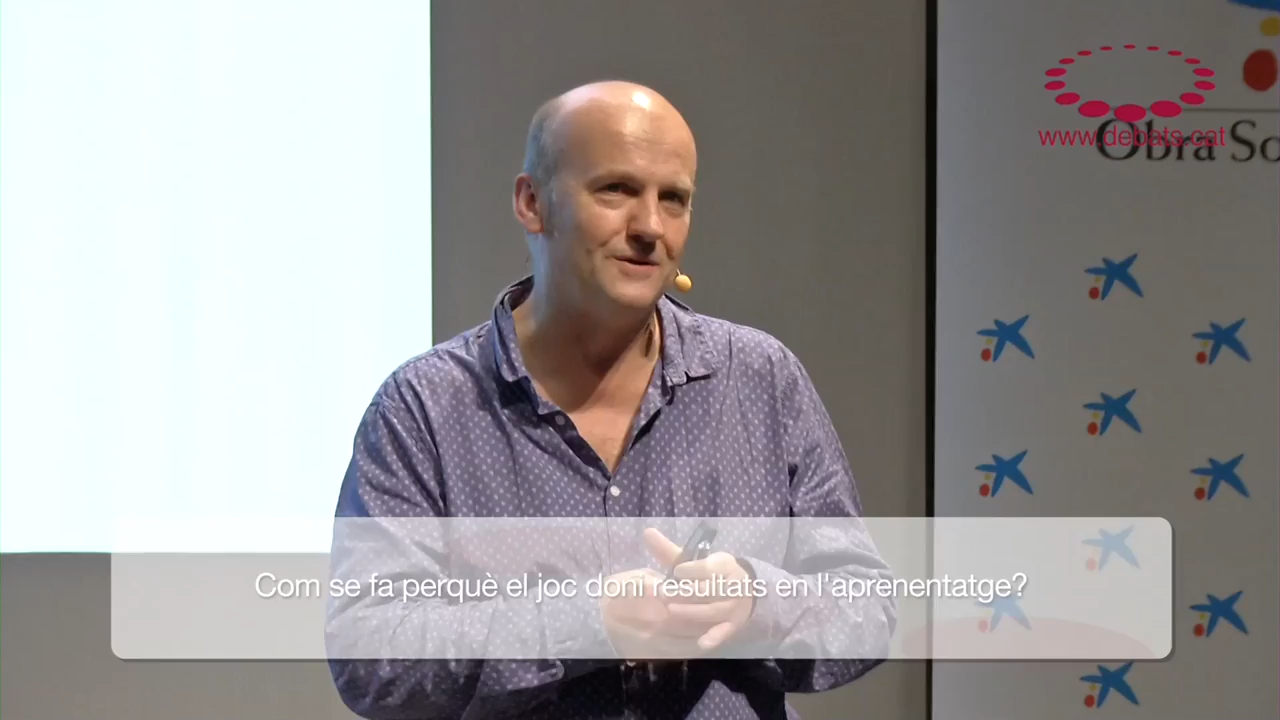 www.debats.cat
Obra So
Com se fa perquè el joc doni resultats en l'aprenentatge?